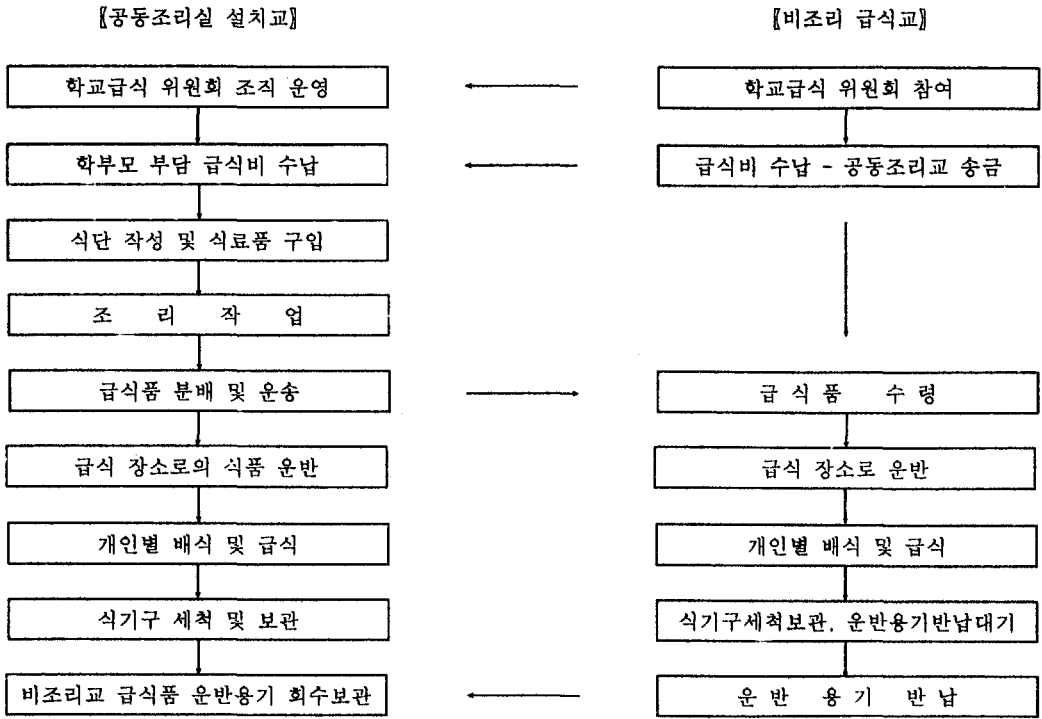 〖공동조리실 설치교〗
〖비조리 급식교〗
학교급식 위원회 조직 운영
학교급식 위원회 참여
학부모 부담 급식비 수납
급식비 수납 - 공동조리교 송금
식단 작성 및 식료품 구입
조 리 작 업
급식품 분배 및 운송
급 식 품 수 령
급식 장소로의 식품 운반
급식 장소로 운반
개인별 배식 및 급식
개인별 배식 및 급식
식기구 세척 및 보관
식기구세척보관, 운반용기반납대기
비조리교 급식품 운반용기 회수보관
운 반 용 기 반 납